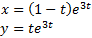 x = (1 − t)e^{3t}
y = te^{3t}